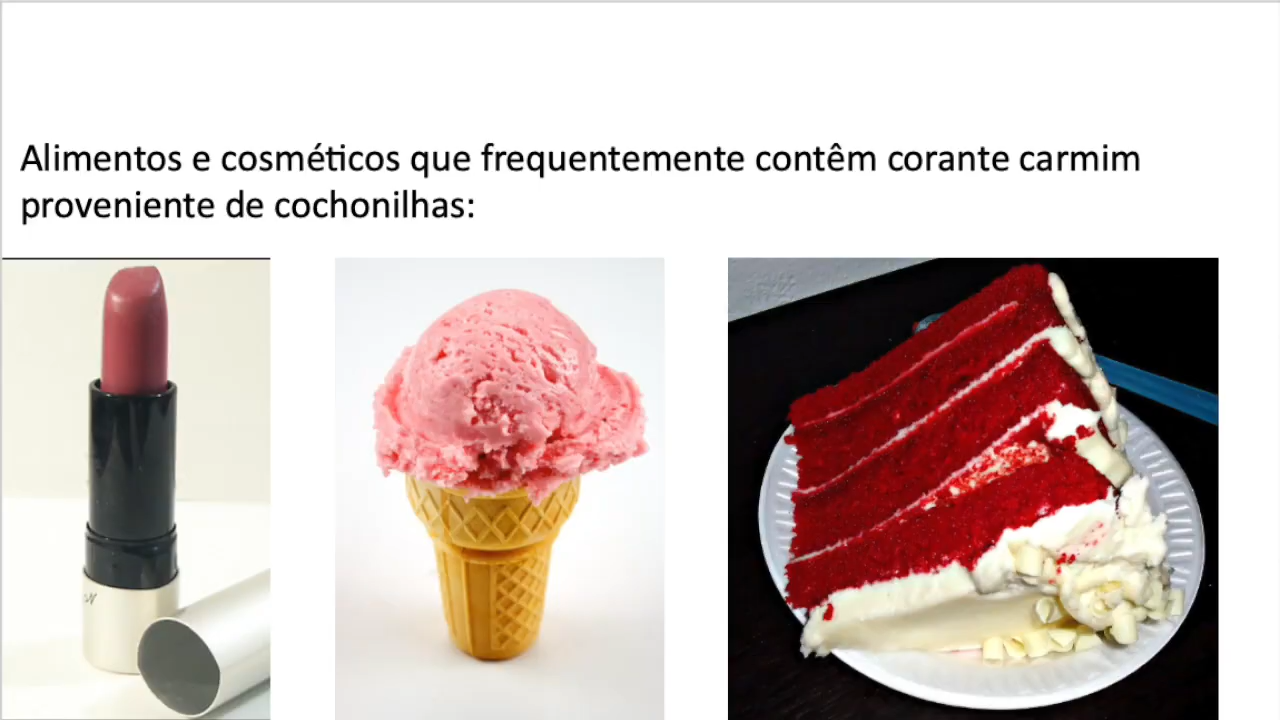 Alimentos e cosméticos que frequentemente contêm corante carmim
proveniente de cochonilhas: